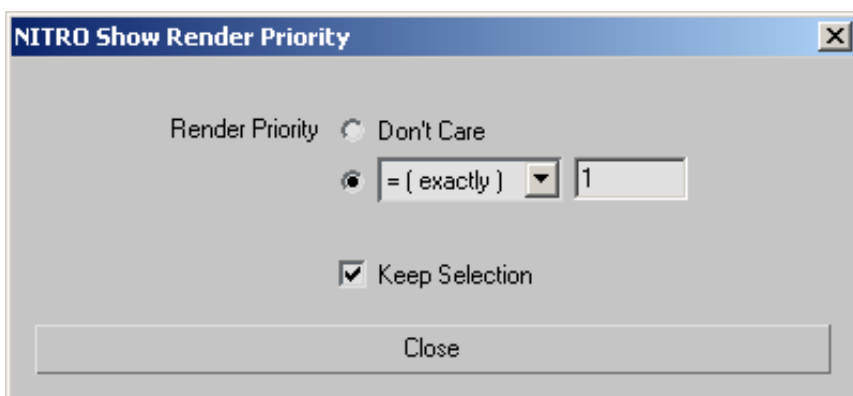 NITRO Show Render Priority
Render Priority Don't Care
= ( exactly ) 1
Keep Selection
Close